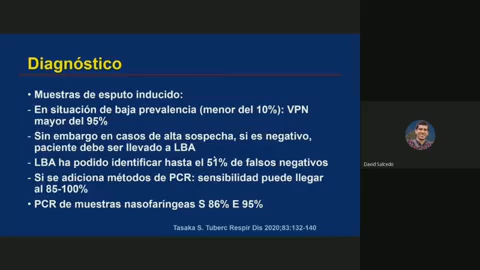 Diagnóstico
• Muestras de esputo inducido:
- En situación de baja prevalencia (menor del 10%): VPN
mayor del 95%
- Sin embargo en casos de alta sospecha, si es negativo,
paciente debe ser llevado a LBA
- LBA ha podido identificar hasta el 51% de falsos negativos
- Si se adiciona métodos de PCR: sensibilidad puede llegar
al 85-100%
• PCR de muestras nasofaríngeas S 86% E 95%
Tasaka S. Tuberc Respir Dis 2020;83:132-140
David Salcedo